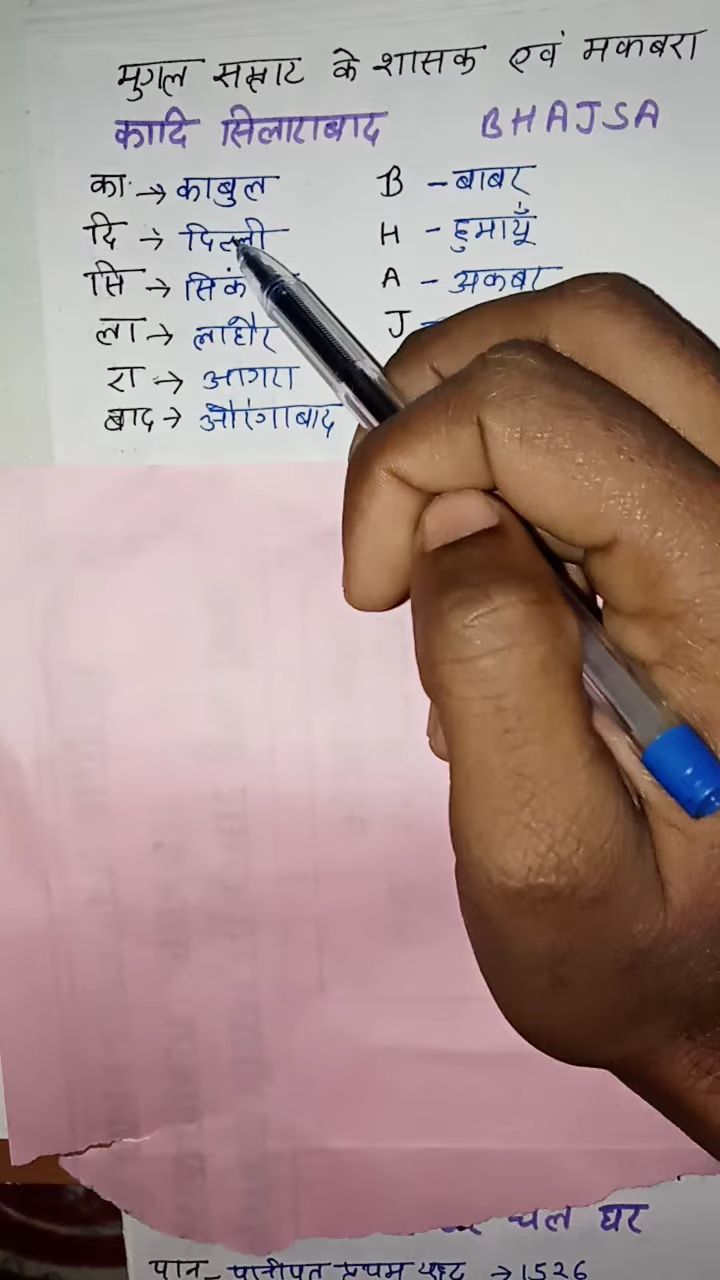 मुगल सम्राट के शासक एवं मकबरा
कादि सिलाराबाद BHAJSA
का → काबुल B - बाबर
दि → दिल्ली H - हुमायूँ
सि → सिकं A - अकबर
ला → लाहौर J -
रा → आगरा
बाद → औरंगाबाद
चल घर
पान - पानीपत प्रथम युद्ध → 1526